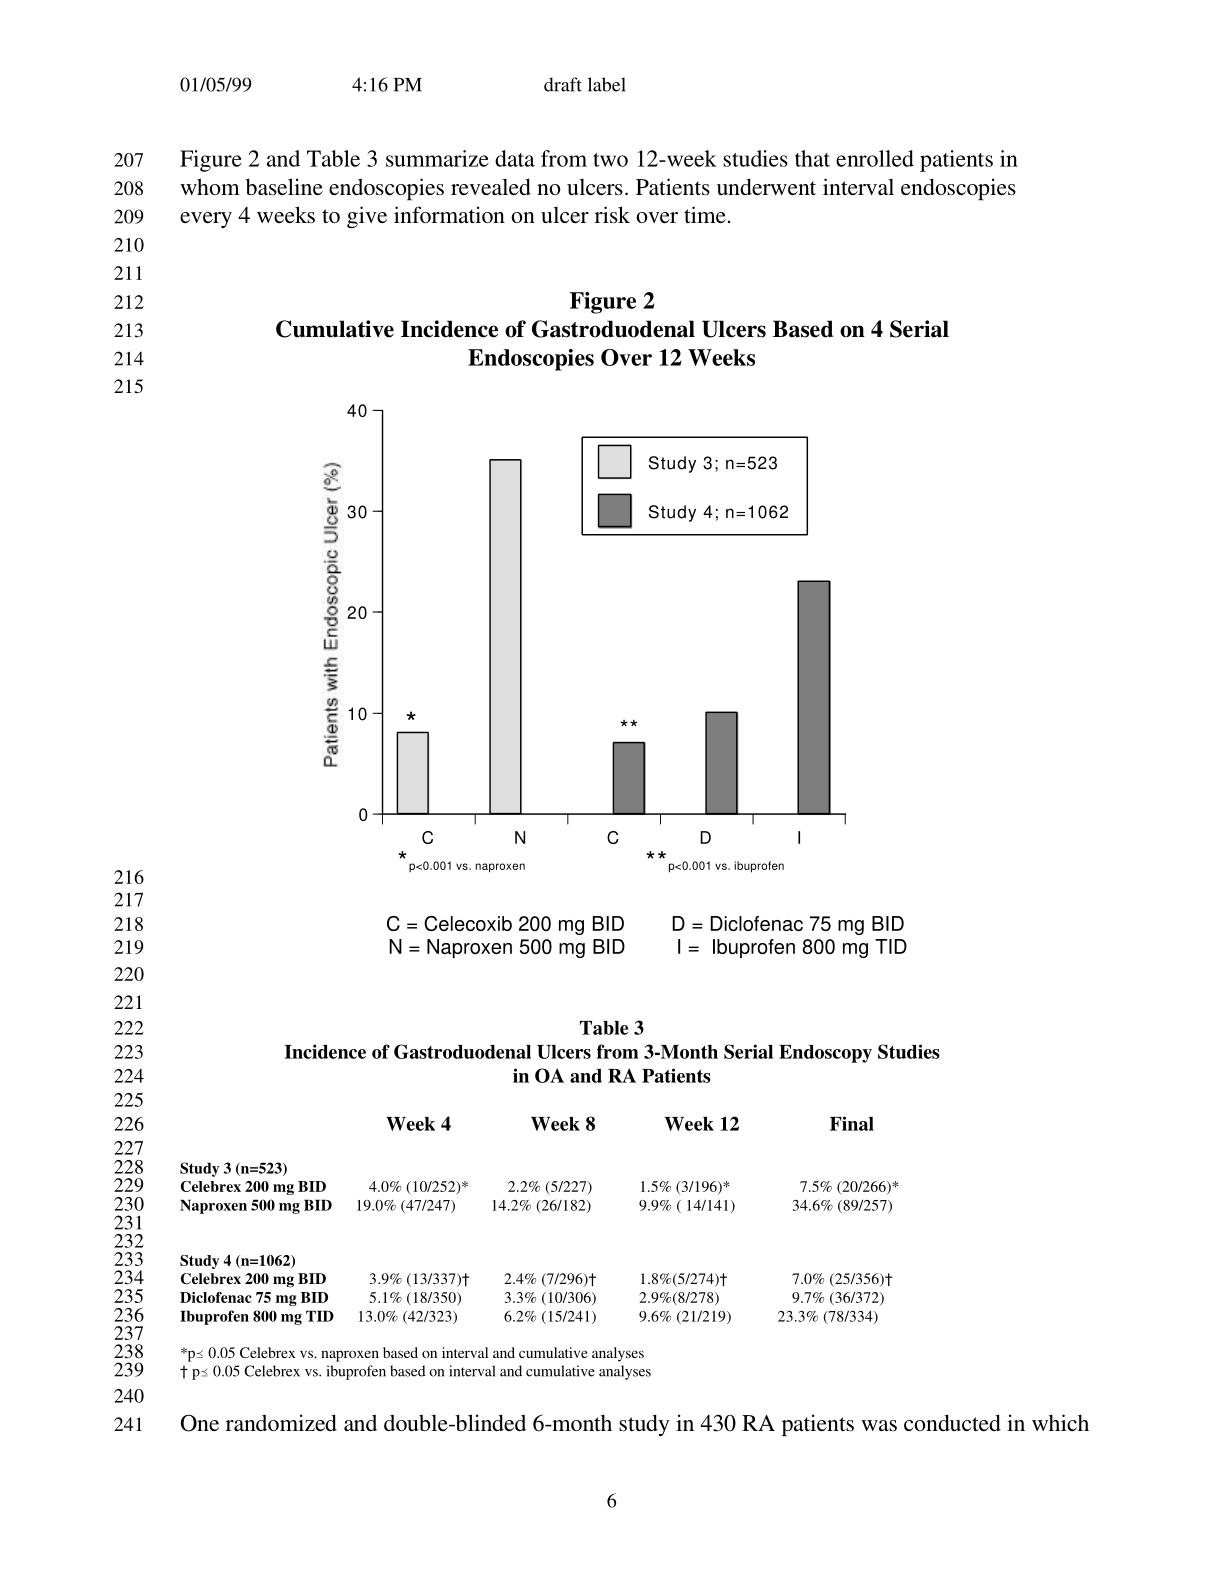 01/05/99 4:16 PM draft label
207 Figure 2 and Table 3 summarize data from two 12-week studies that enrolled patients in
208 whom baseline endoscopies revealed no ulcers. Patients underwent interval endoscopies
209 every 4 weeks to give information on ulcer risk over time.
210
211
212 Figure 2
213 Cumulative Incidence of Gastroduodenal Ulcers Based on 4 Serial
214 Endoscopies Over 12 Weeks
215
Patients with Endoscopic Ulcer (%)
40
30
20
10
0
Study 3; n=523
Study 4; n=1062
*
**
C N C D I
* p<0.001 vs. naproxen ** p<0.001 vs. ibuprofen
216
217
218 C = Celecoxib 200 mg BID D = Diclofenac 75 mg BID
219 N = Naproxen 500 mg BID I = Ibuprofen 800 mg TID
220
221
222 Table 3
223 Incidence of Gastroduodenal Ulcers from 3-Month Serial Endoscopy Studies
224 in OA and RA Patients
225
226 Week 4 Week 8 Week 12 Final
227
228 Study 3 (n=523)
229 Celebrex 200 mg BID 4.0% (10/252)* 2.2% (5/227) 1.5% (3/196)* 7.5% (20/266)*
230 Naproxen 500 mg BID 19.0% (47/247) 14.2% (26/182) 9.9% ( 14/141) 34.6% (89/257)
231
232
233 Study 4 (n=1062)
234 Celebrex 200 mg BID 3.9% (13/337)† 2.4% (7/296)† 1.8%(5/274)† 7.0% (25/356)†
235 Diclofenac 75 mg BID 5.1% (18/350) 3.3% (10/306) 2.9%(8/278) 9.7% (36/372)
236 Ibuprofen 800 mg TID 13.0% (42/323) 6.2% (15/241) 9.6% (21/219) 23.3% (78/334)
237
238 *p≤ 0.05 Celebrex vs. naproxen based on interval and cumulative analyses
239 † p≤ 0.05 Celebrex vs. ibuprofen based on interval and cumulative analyses
240
241 One randomized and double-blinded 6-month study in 430 RA patients was conducted in which
6